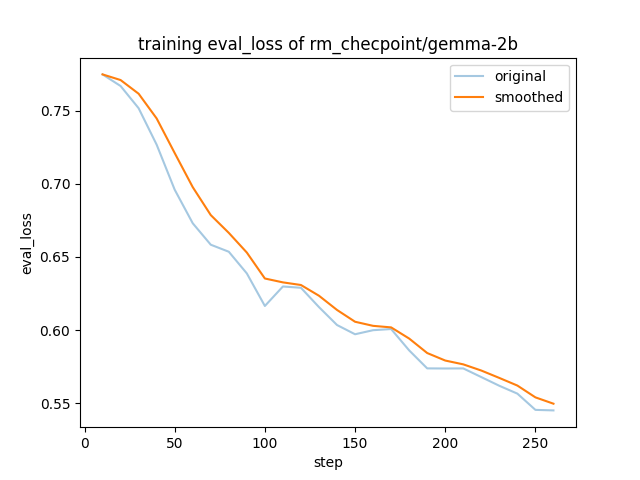 training eval_loss of rm_checpoint/gemma-2b
original
smoothed
0.75
0.70
0.65
0.60
0.55
eval_loss
0
50
100
150
200
250
step